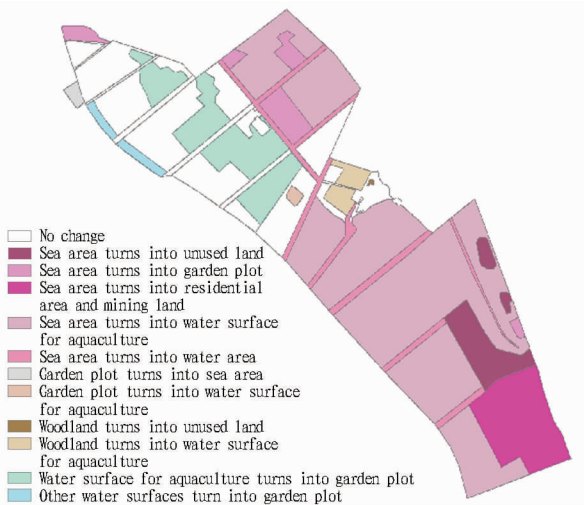 No change
Sea area turns into unused land
Sea area turns into garden plot
Sea area turns into residential
area and mining land
Sea area turns into water surface
for aquaculture
Sea area turns into water area
Garden plot turns into sea area
Garden plot turns into water surface
for aquaculture
Woodland turns into unused land
Woodland turns into water surface
for aquaculture
Water surface for aquaculture turns into garden plot
Other water surfaces turn into garden plot